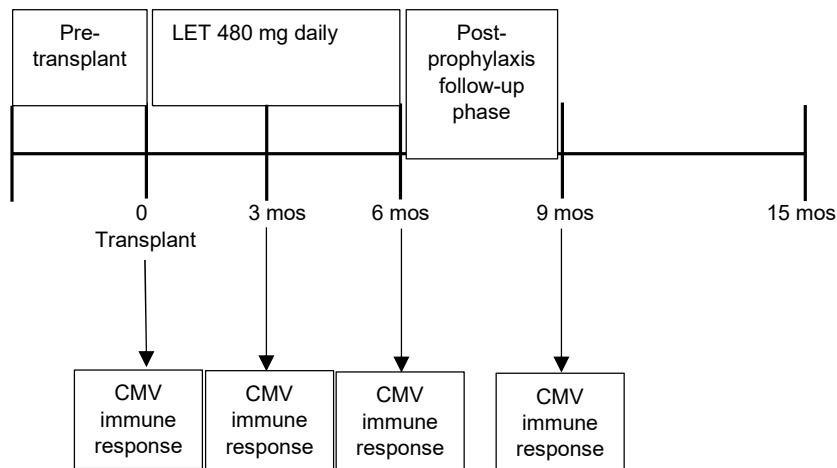 Pre-
transplant
LET 480 mg daily
Post-
prophylaxis
follow-up
phase
0
Transplant
3 mos
6 mos
9 mos
15 mos
CMV
immune
response
CMV
immune
response
CMV
immune
response
CMV
immune
response